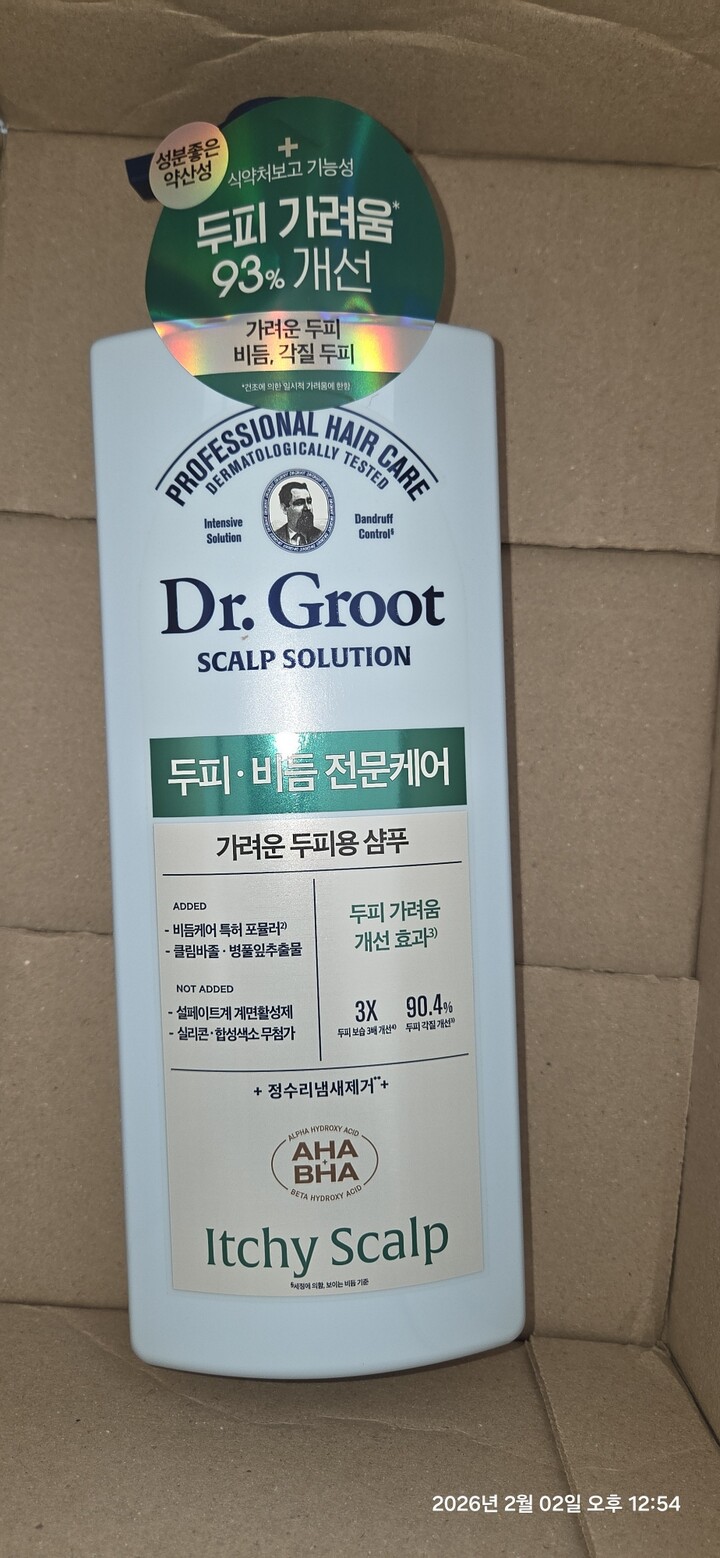 성분좋은
약산성
식약처보고 기능성
두피 가려움*
93% 개선
가려운 두피
비듬, 각질 두피
*건조에 의한 일시적 가려움에 한함
PROFESSIONAL HAIR CARE
DERMATOLOGICALLY TESTED
Intensive
Solution
Dandruff
Control§
Dr. Groot
SCALP SOLUTION
두피·비듬 전문케어
가려운 두피용 샴푸
ADDED
- 비듬케어 특허 포뮬러2)
- 클림바졸·병풀잎추출물
NOT ADDED
- 설페이트계 계면활성제
- 실리콘·합성색소 무첨가
두피 가려움
개선 효과3)
3X
두피 보습 3배 개선4)
90.4%
두피 각질 개선5)
+ 정수리냄새제거**+
ALPHA HYDROXY ACID
AHA
+
BHA
BETA HYDROXY ACID
Itchy Scalp
§세정에 의함, 보이는 비듬 기준
2026년 2월 02일 오후 12:54